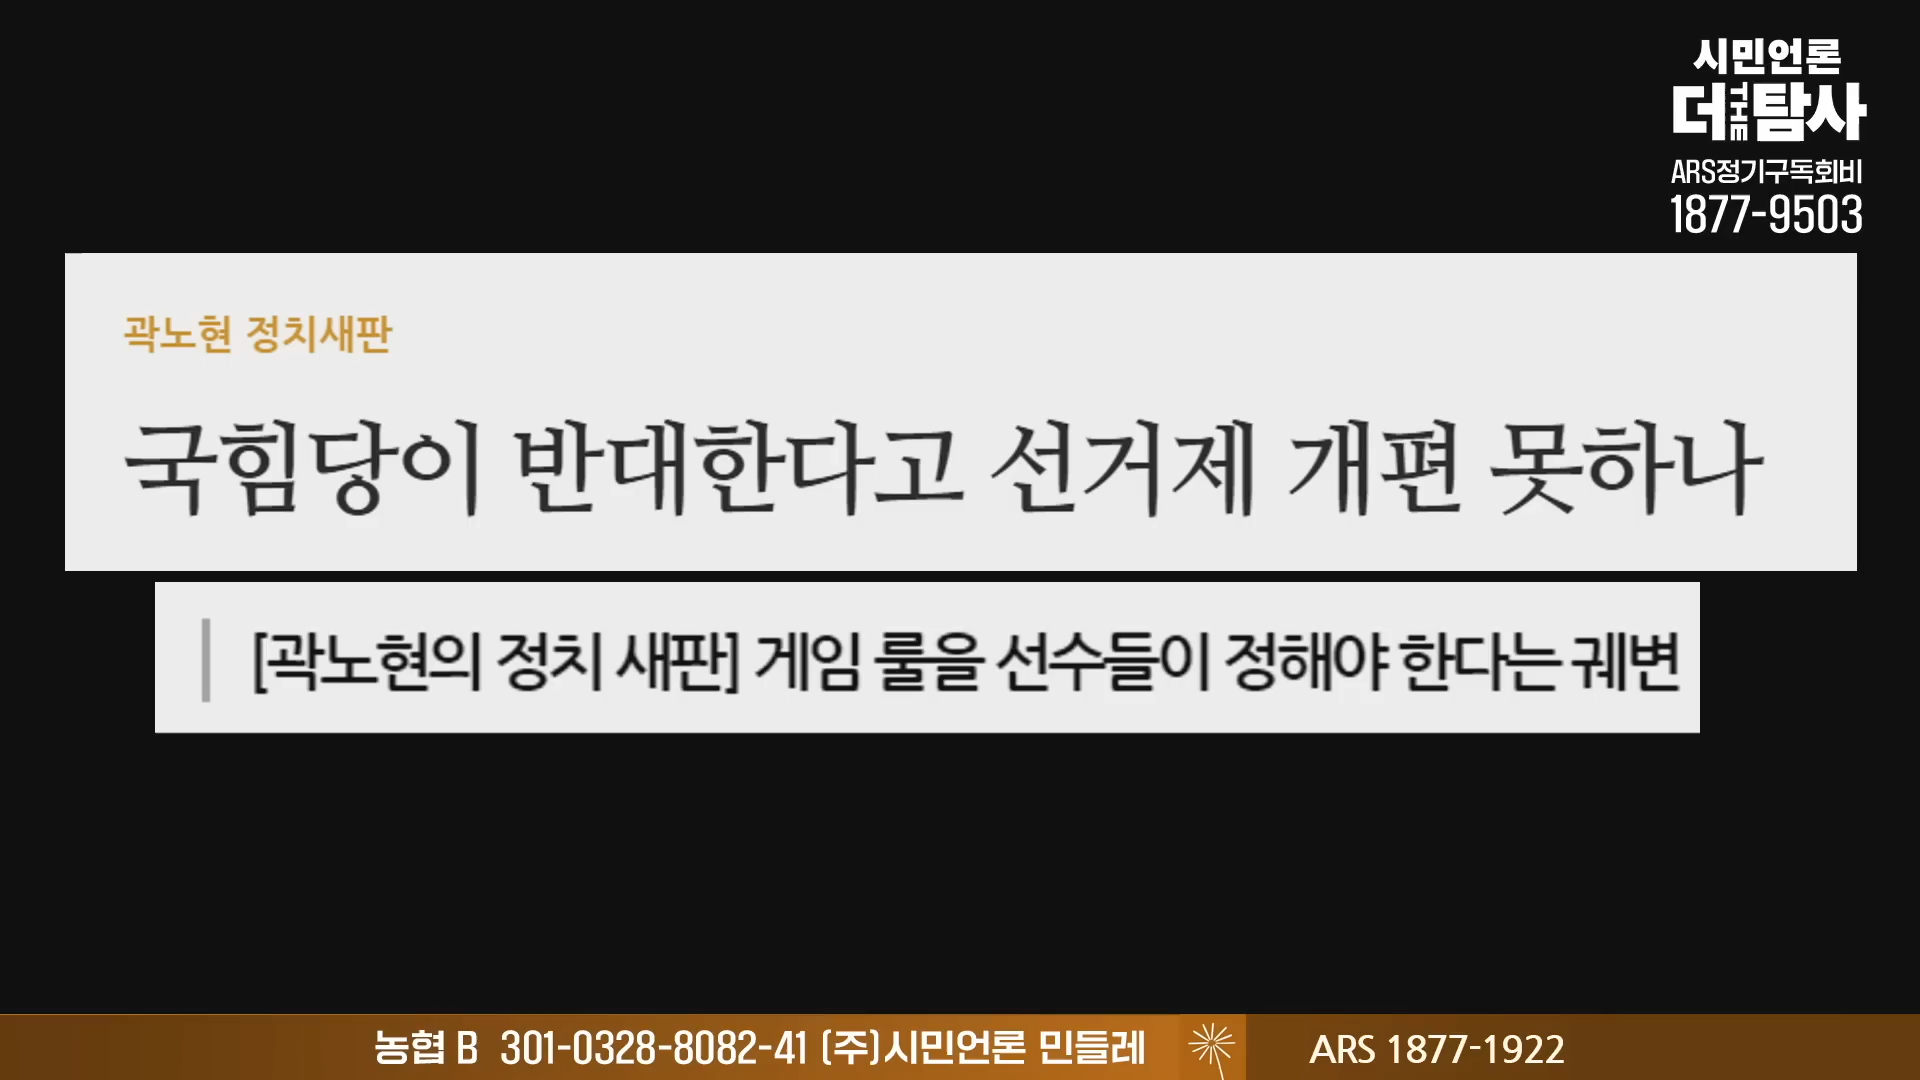 시민언론
더탐사
THE
ARS정기구독회비
1877-9503
곽노현 정치새판
국힘당이 반대한다고 선거제 개편 못하나
[곽노현의 정치 새판] 게임 룰을 선수들이 정해야 한다는 궤변
농협 B 301-0328-8082-41 (주)시민언론 민들레
ARS 1877-1922